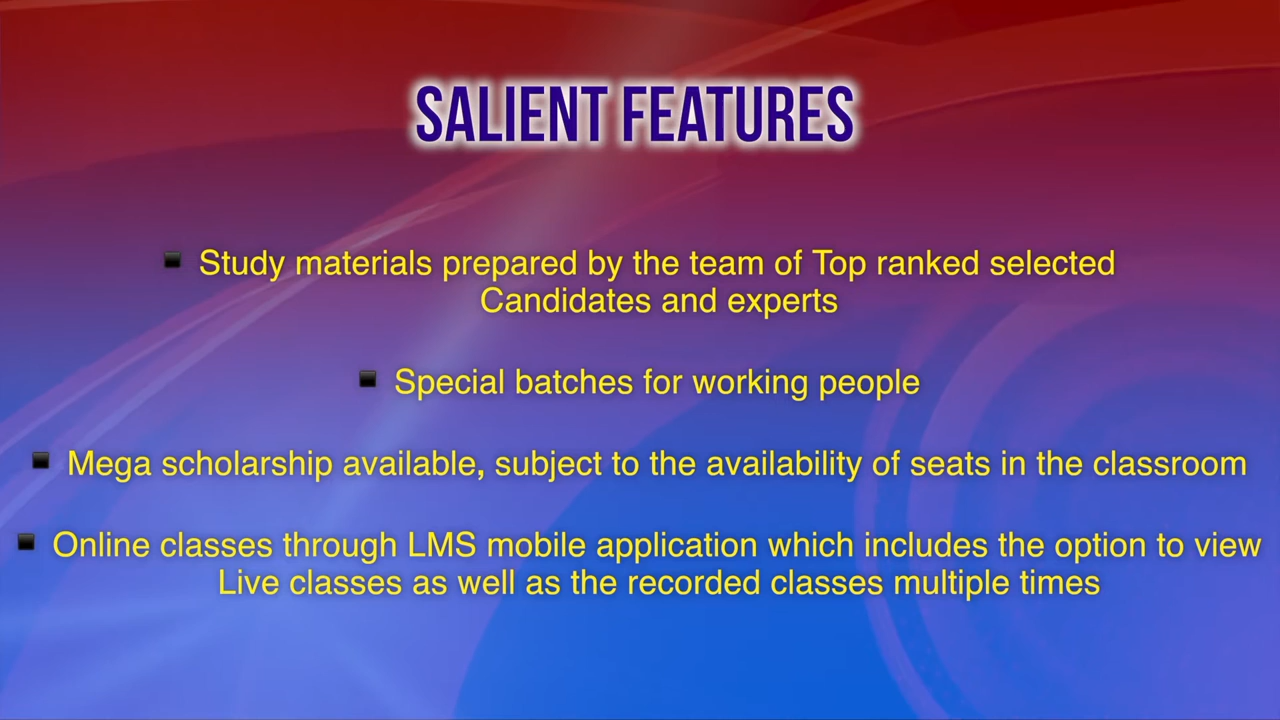 SALIENT FEATURES
▪ Study materials prepared by the team of Top ranked selected
Candidates and experts
▪ Special batches for working people
▪ Mega scholarship available, subject to the availability of seats in the classroom
▪ Online classes through LMS mobile application which includes the option to view
Live classes as well as the recorded classes multiple times